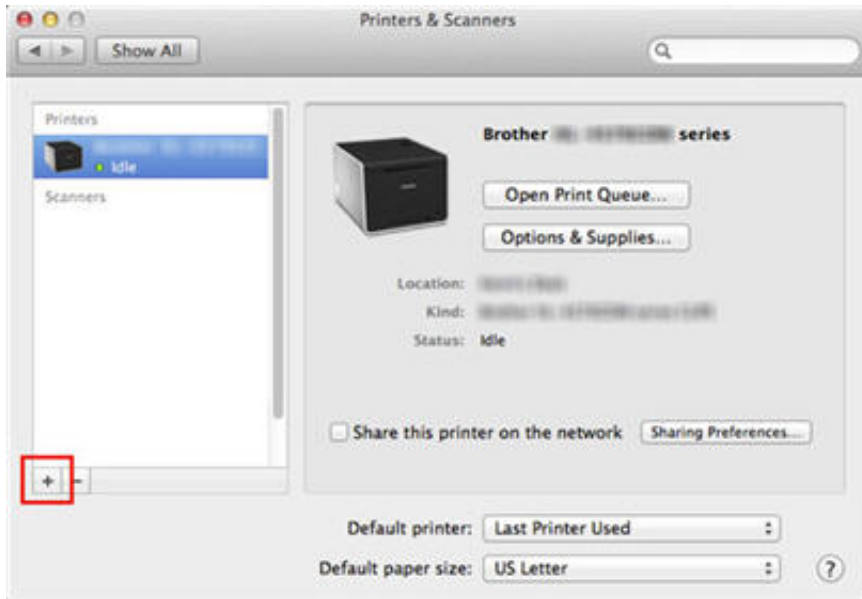 Printers & Scanners
Show All
Printers
Idle
Scanners
Brother series
Open Print Queue...
Options & Supplies...
Location:
Kind:
Status: Idle
Share this printer on the network Sharing Preferences...
+ -
Default printer: Last Printer Used
Default paper size: US Letter ?